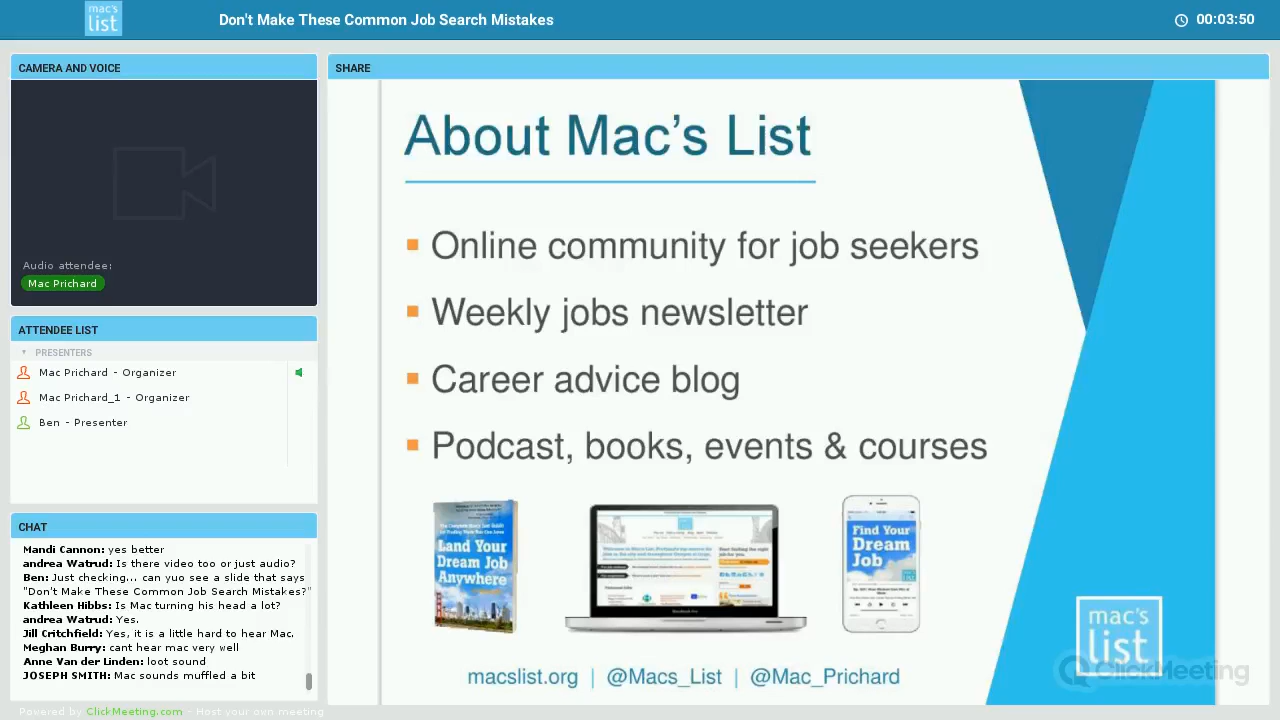 mac's
list
Don't Make These Common Job Search Mistakes
00:03:50
CAMERA AND VOICE
Audio attendee:
Mac Prichard
ATTENDEE LIST
PRESENTERS
Mac Prichard - Organizer
Mac Prichard_1 - Organizer
Ben - Presenter
CHAT
Mandi Cannon: yes better
andrea Watrud: is there video too or just slides
Just checking... can you see a slide that says
"Don't Make These Common Job Search Mistakes?"
Kathleen Hibbs: Is Mac moving his head a lot?
andrea Watrud: Yes.
Jill Critchfield: Yes, it is a little hard to hear Mac.
Meghan Burry: cant hear mac very well
Anne Van der Linden: loot sound
JOSEPH SMITH: Mac sounds muffled a bit
Powered by ClickMeeting.com - Host your own meeting
SHARE
About Mac's List
Online community for job seekers
Weekly jobs newsletter
Career advice blog
Podcast, books, events & courses
Land Your
Dream Job
Anywhere
Find Your
Dream
Job
macslist.org | @Macs_List | @Mac_Prichard
mac's
list
ClickMeeting